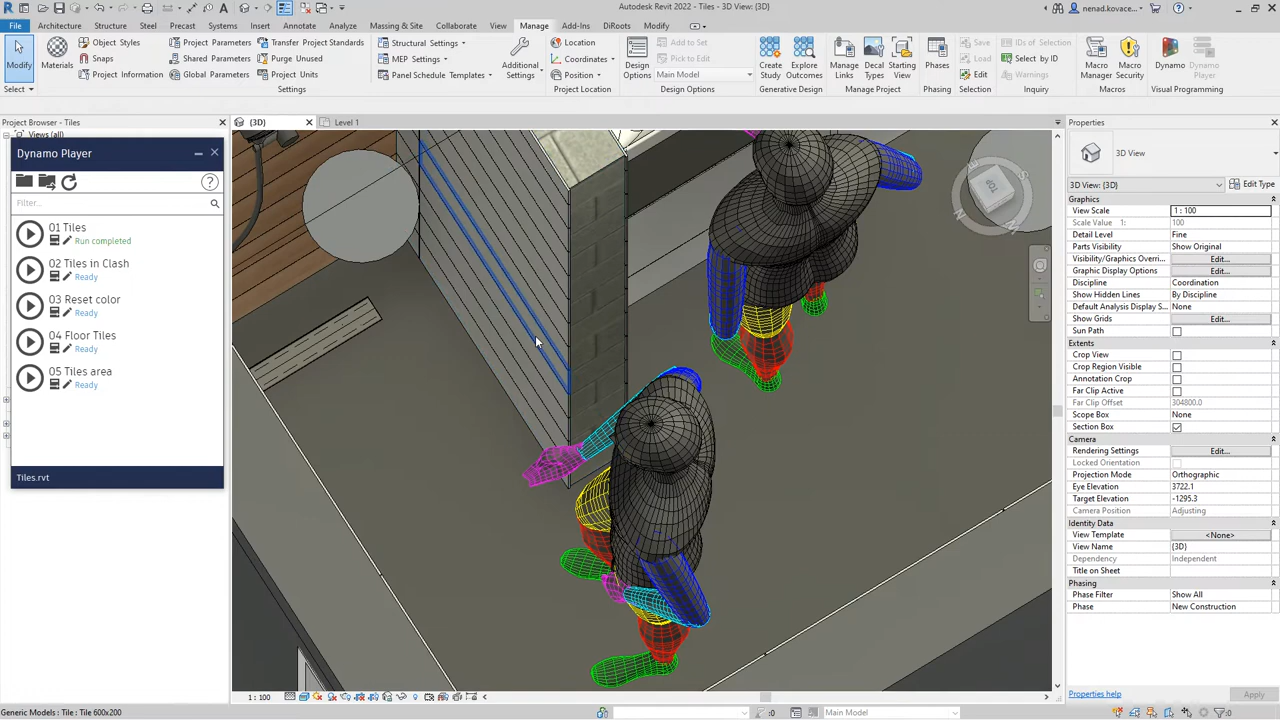 Autodesk Revit 2022 - Tiles - 3D View: {3D}
nenad.kovace...
File Architecture Structure Steel Precast Systems Insert Annotate Analyze Massing & Site Collaborate View Manage Add-Ins DiRoots Modify
Object Styles Project Parameters Transfer Project Standards Structural Settings Location Add to Set IDs of Selection
Snaps Shared Parameters Purge Unused MEP Settings Coordinates Pick to Edit Save Load Select by ID
Project Information Global Parameters Project Units Panel Schedule Templates Position Main Model Edit Warnings
Modify Materials Additional Settings Design Options Create Study Explore Outcomes Manage Links Decal Types Starting View Phases Macro Manager Macro Security Dynamo Dynamo Player
Select Settings Project Location Design Options Generative Design Manage Project Phasing Selection Inquiry Macros Visual Programming
Project Browser - Tiles
{3D}
Level 1
Properties
Views (all)
Dynamo Player
Filter...
01 Tiles
Run completed
02 Tiles in Clash
Ready
03 Reset color
Ready
04 Floor Tiles
Ready
05 Tiles area
Ready
Tiles.rvt
TOP
3D View
3D View: {3D} Edit Type
Graphics
View Scale 1 : 100
Scale Value 1: 100
Detail Level Fine
Parts Visibility Show Original
Visibility/Graphics Overri... Edit...
Graphic Display Options Edit...
Discipline Coordination
Show Hidden Lines By Discipline
Default Analysis Display S... None
Show Grids Edit...
Sun Path
Extents
Crop View
Crop Region Visible
Annotation Crop
Far Clip Active
Far Clip Offset 304800.0
Scope Box None
Section Box
Camera
Rendering Settings Edit...
Locked Orientation
Projection Mode Orthographic
Eye Elevation 3722.1
Target Elevation -1295.3
Camera Position Adjusting
Identity Data
View Template <None>
View Name {3D}
Dependency Independent
Title on Sheet
Phasing
Phase Filter Show All
Phase New Construction
Properties help Apply
1 : 100
Generic Models : Tile : Tile 600x200 :0 Main Model :0